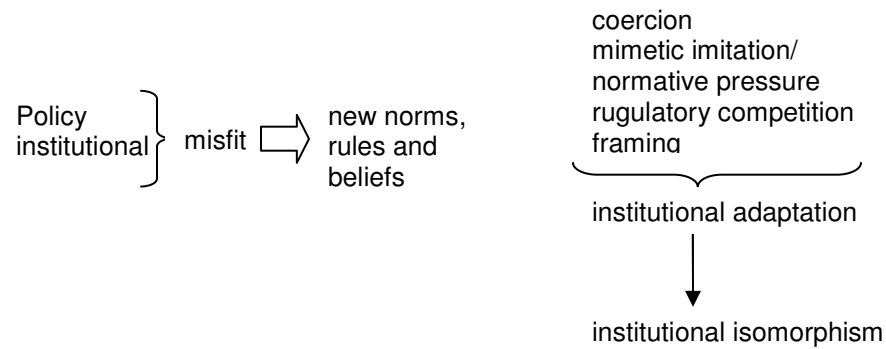 Policy
institutional
misfit
new norms,
rules and
beliefs
coercion
mimetic imitation/
normative pressure
rugulatory competition
framing
institutional adaptation
institutional isomorphism